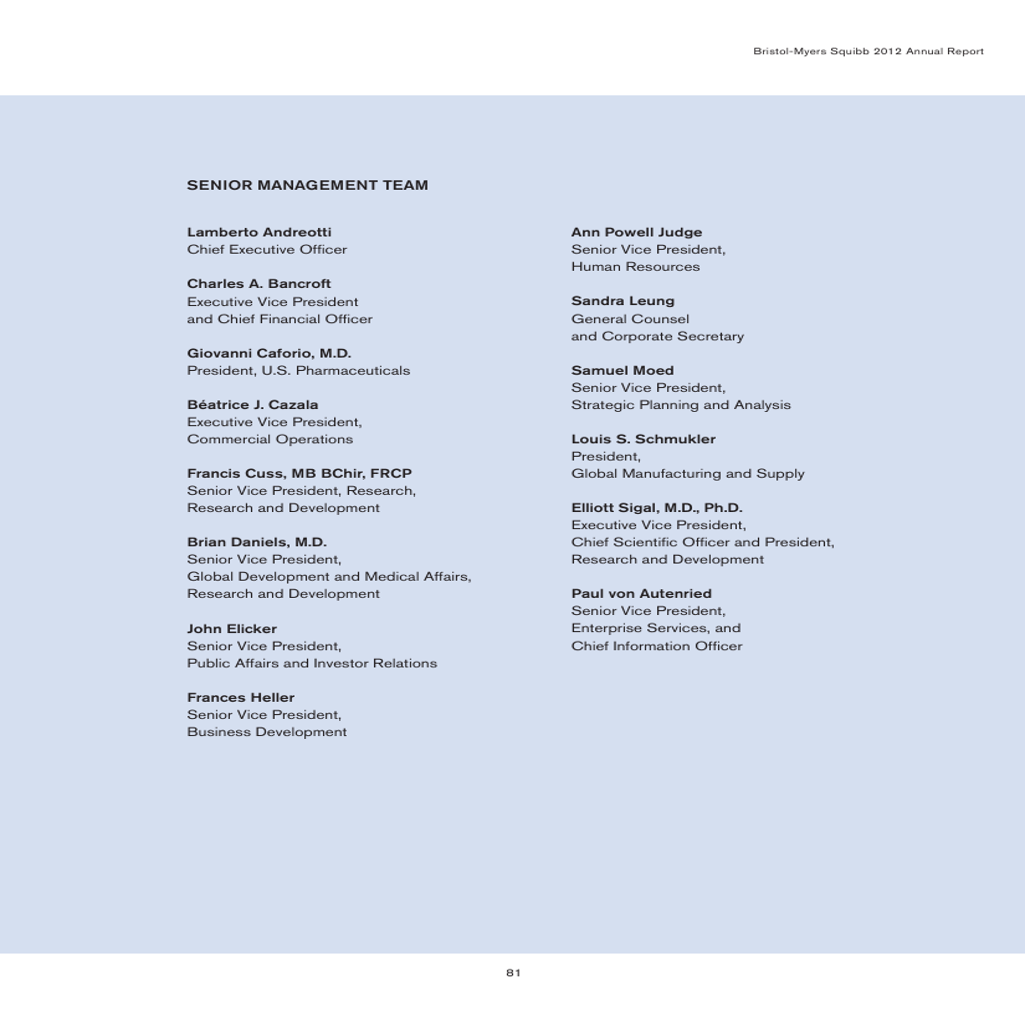 Bristol-Myers Squibb 2012 Annual Report
SENIOR MANAGEMENT TEAM
Lamberto Andreotti
Chief Executive Officer
Charles A. Bancroft
Executive Vice President
and Chief Financial Officer
Giovanni Caforio, M.D.
President, U.S. Pharmaceuticals
Béatrice J. Cazala
Executive Vice President,
Commercial Operations
Francis Cuss, MB BChir, FRCP
Senior Vice President, Research,
Research and Development
Brian Daniels, M.D.
Senior Vice President,
Global Development and Medical Affairs,
Research and Development
John Elicker
Senior Vice President,
Public Affairs and Investor Relations
Frances Heller
Senior Vice President,
Business Development
Ann Powell Judge
Senior Vice President,
Human Resources
Sandra Leung
General Counsel
and Corporate Secretary
Samuel Moed
Senior Vice President,
Strategic Planning and Analysis
Louis S. Schmukler
President,
Global Manufacturing and Supply
Elliott Sigal, M.D., Ph.D.
Executive Vice President,
Chief Scientific Officer and President,
Research and Development
Paul von Autenried
Senior Vice President,
Enterprise Services, and
Chief Information Officer
81